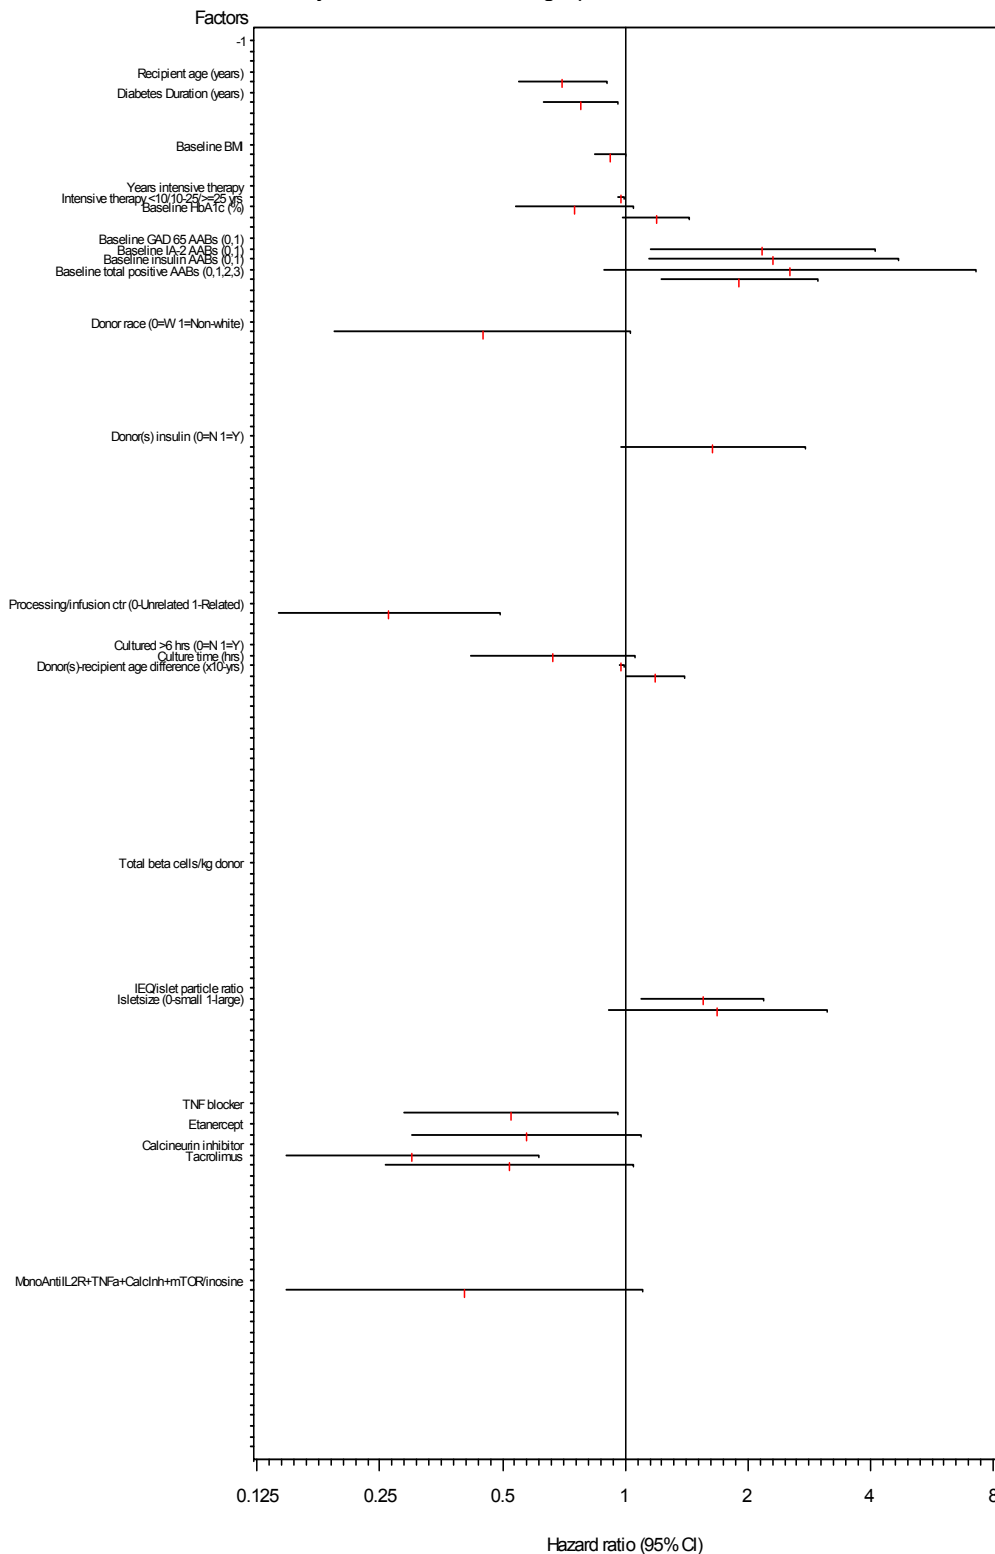 Factors
-1
Recipient age (years)
Diabetes Duration (years)
Baseline BMI
Years intensive therapy
Intensive therapy <10/10-25/>=25 yrs
Baseline HbA1c (%)
Baseline GAD 65 AABs (0,1)
Baseline IA-2 AABs (0,1)
Baseline insulin AABs (0,1)
Baseline total positive AABs (0,1,2,3)
Donor race (0=W 1=Non-white)
Donor(s) insulin (0=N 1=Y)
Processing/infusion ctr (0-Unrelated 1-Related)
Cultured >6 hrs (0=N 1=Y)
Culture time (hrs)
Donor(s)-recipient age difference (x10-yrs)
Total beta cells/kg donor
IEQ/islet particle ratio
Isletsize (0-small 1-large)
TNF blocker
Etanercept
Calcineurin inhibitor
Tacrolimus
MonoAntiIL2R+TNFa+CalcInh+mTOR/inosine
0.125 0.25 0.5 1 2 4 8
Hazard ratio (95% CI)